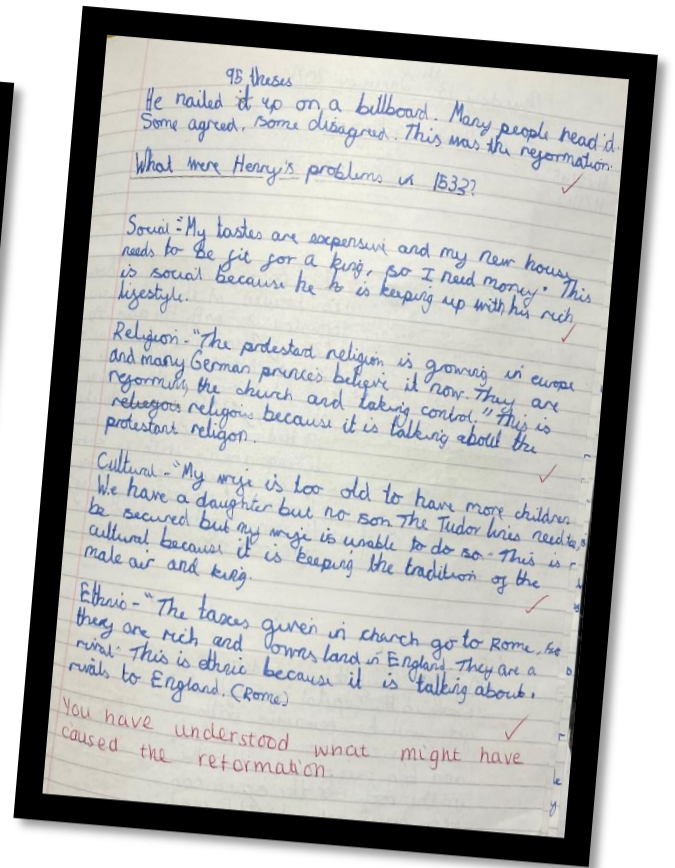 95 theses
He nailed it up on a billboard. Many people read it.
Some agreed, some disagreed. This was the reformation.
What were Henry's problems in 1533?
Social - "My tastes are expensive and my new house
needs to be fit for a king, so I need money". This
is social because he is keeping up with his rich
lifestyle.
Religion - "The protestant religion is growing in europe
and many German princes believe it now. They are
reforming the church and taking control." This is
religois because it is talking about the
protestant religon.
Cultural - "My wife is too old to have more children.
We have a daughter but no son. The Tudor lines need to
be secured but my wife is unable to do so." This is
cultural because it is keeping the tradition of the
male air and king.
Ethnic - "The taxes given in church go to Rome, so
they are rich and owns land in England. They are a
rival." This is ethnic because it is talking about
rivals to England. (Rome)
You have understood what might have
caused the reformation.